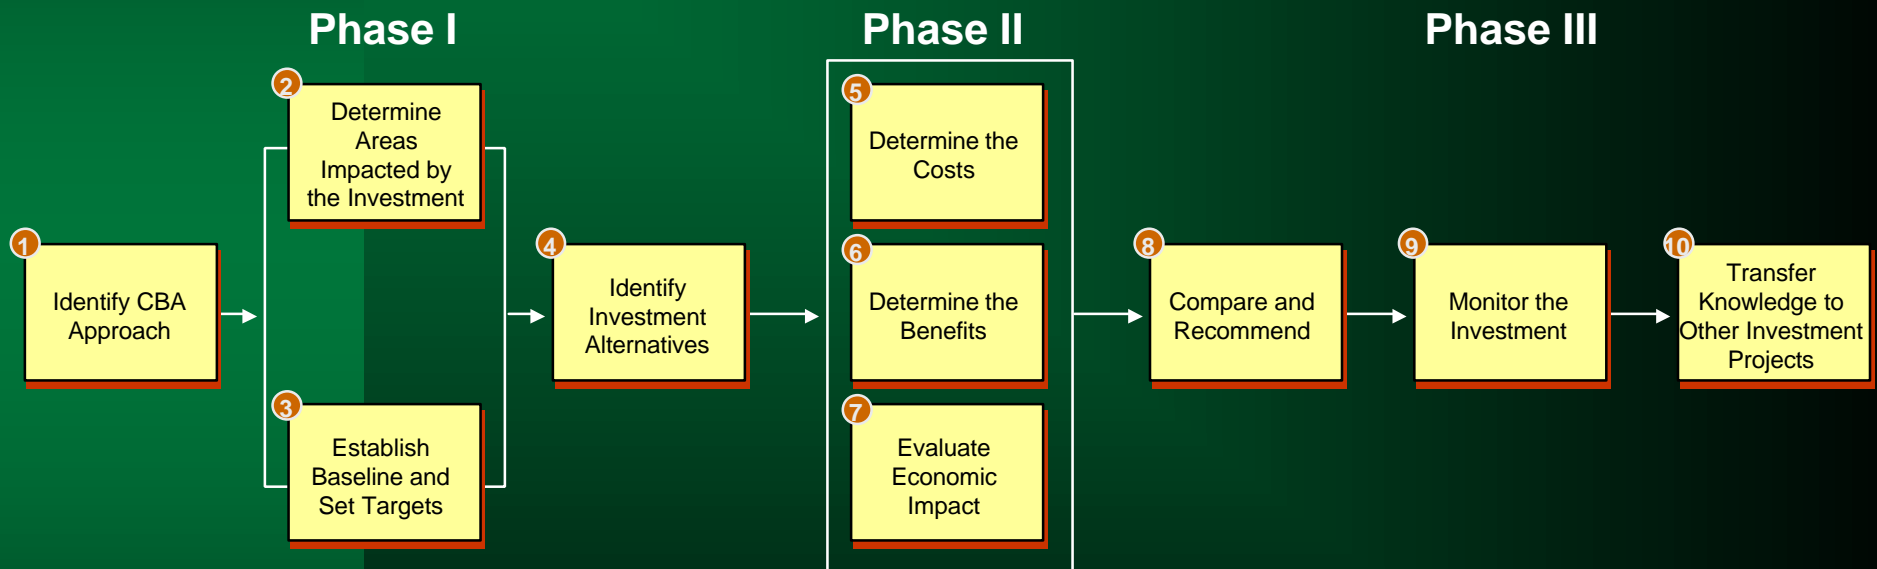 Phase I
Phase II
Phase III
1
Identify CBA
Approach
2
Determine
Areas
Impacted by
the Investment
3
Establish
Baseline and
Set Targets
4
Identify
Investment
Alternatives
5
Determine the
Costs
6
Determine the
Benefits
7
Evaluate
Economic
Impact
8
Compare and
Recommend
9
Monitor the
Investment
10
Transfer
Knowledge to
Other Investment
Projects